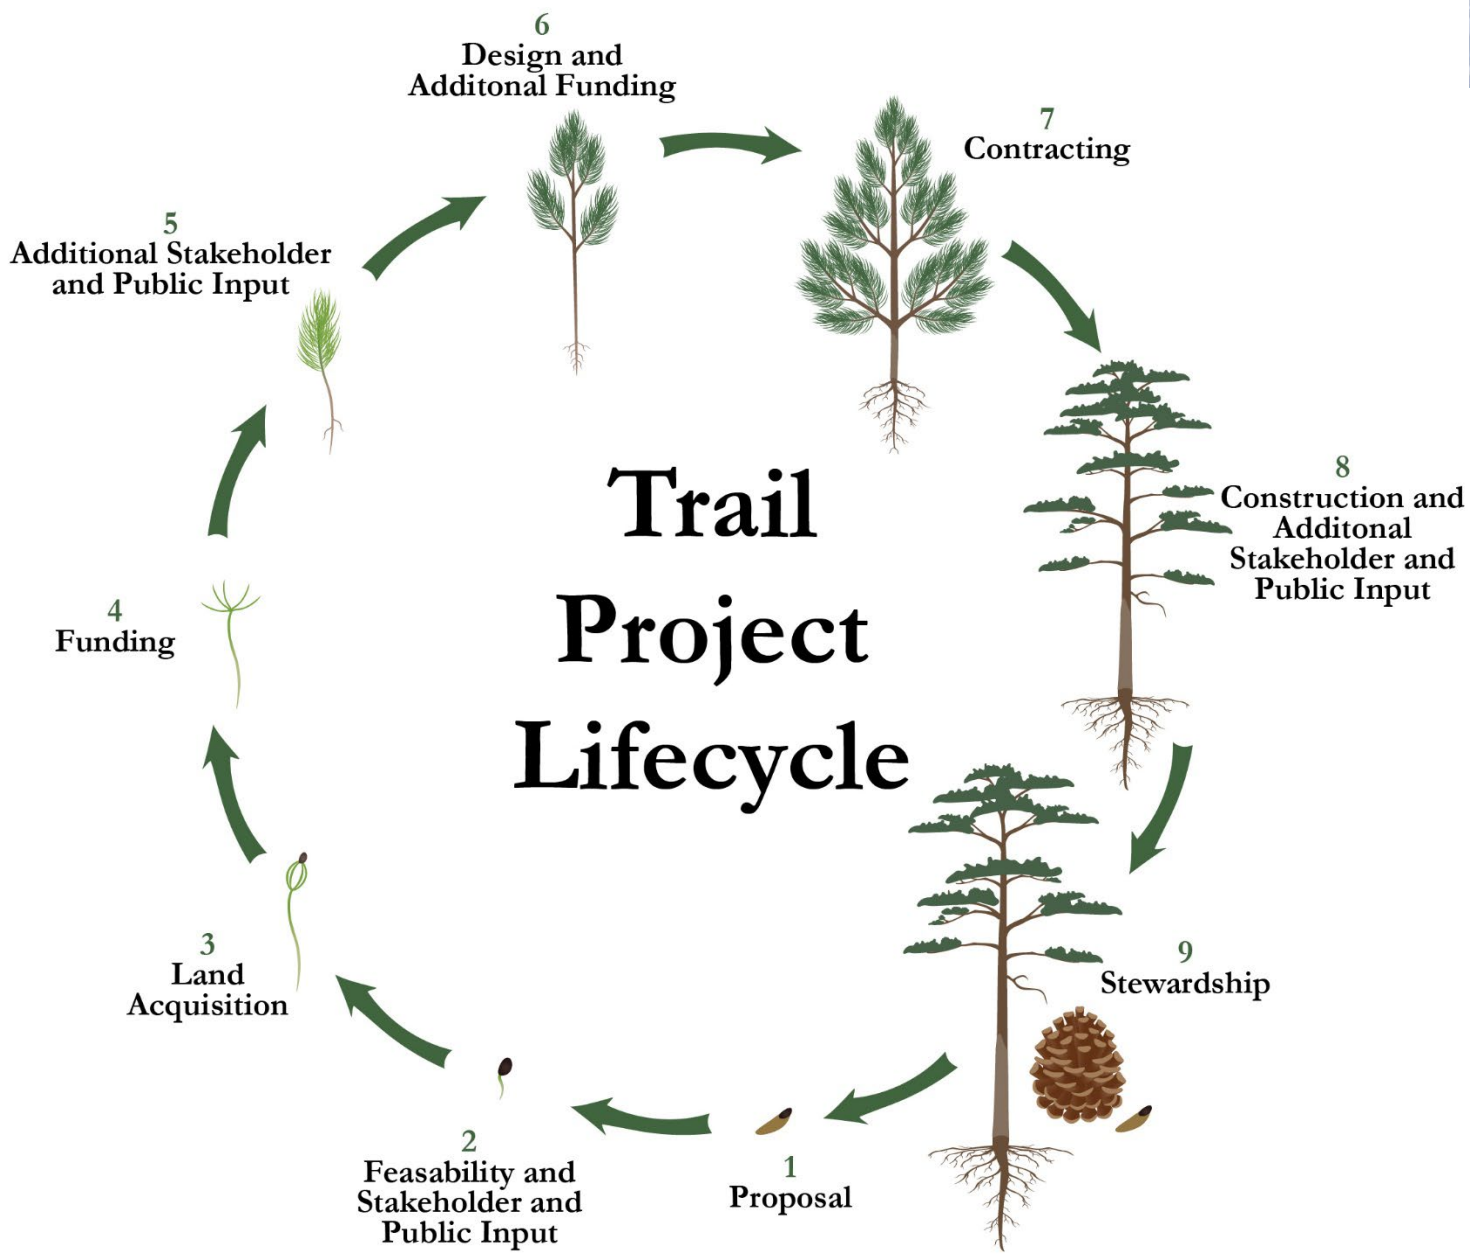 6
Design and
Additonal Funding
7
Contracting
5
Additional Stakeholder
and Public Input
Trail
Project
Lifecycle
8
Construction and
Additonal
Stakeholder and
Public Input
4
Funding
3
Land
Acquisition
9
Stewardship
2
Feasability and
Stakeholder and
Public Input
1
Proposal